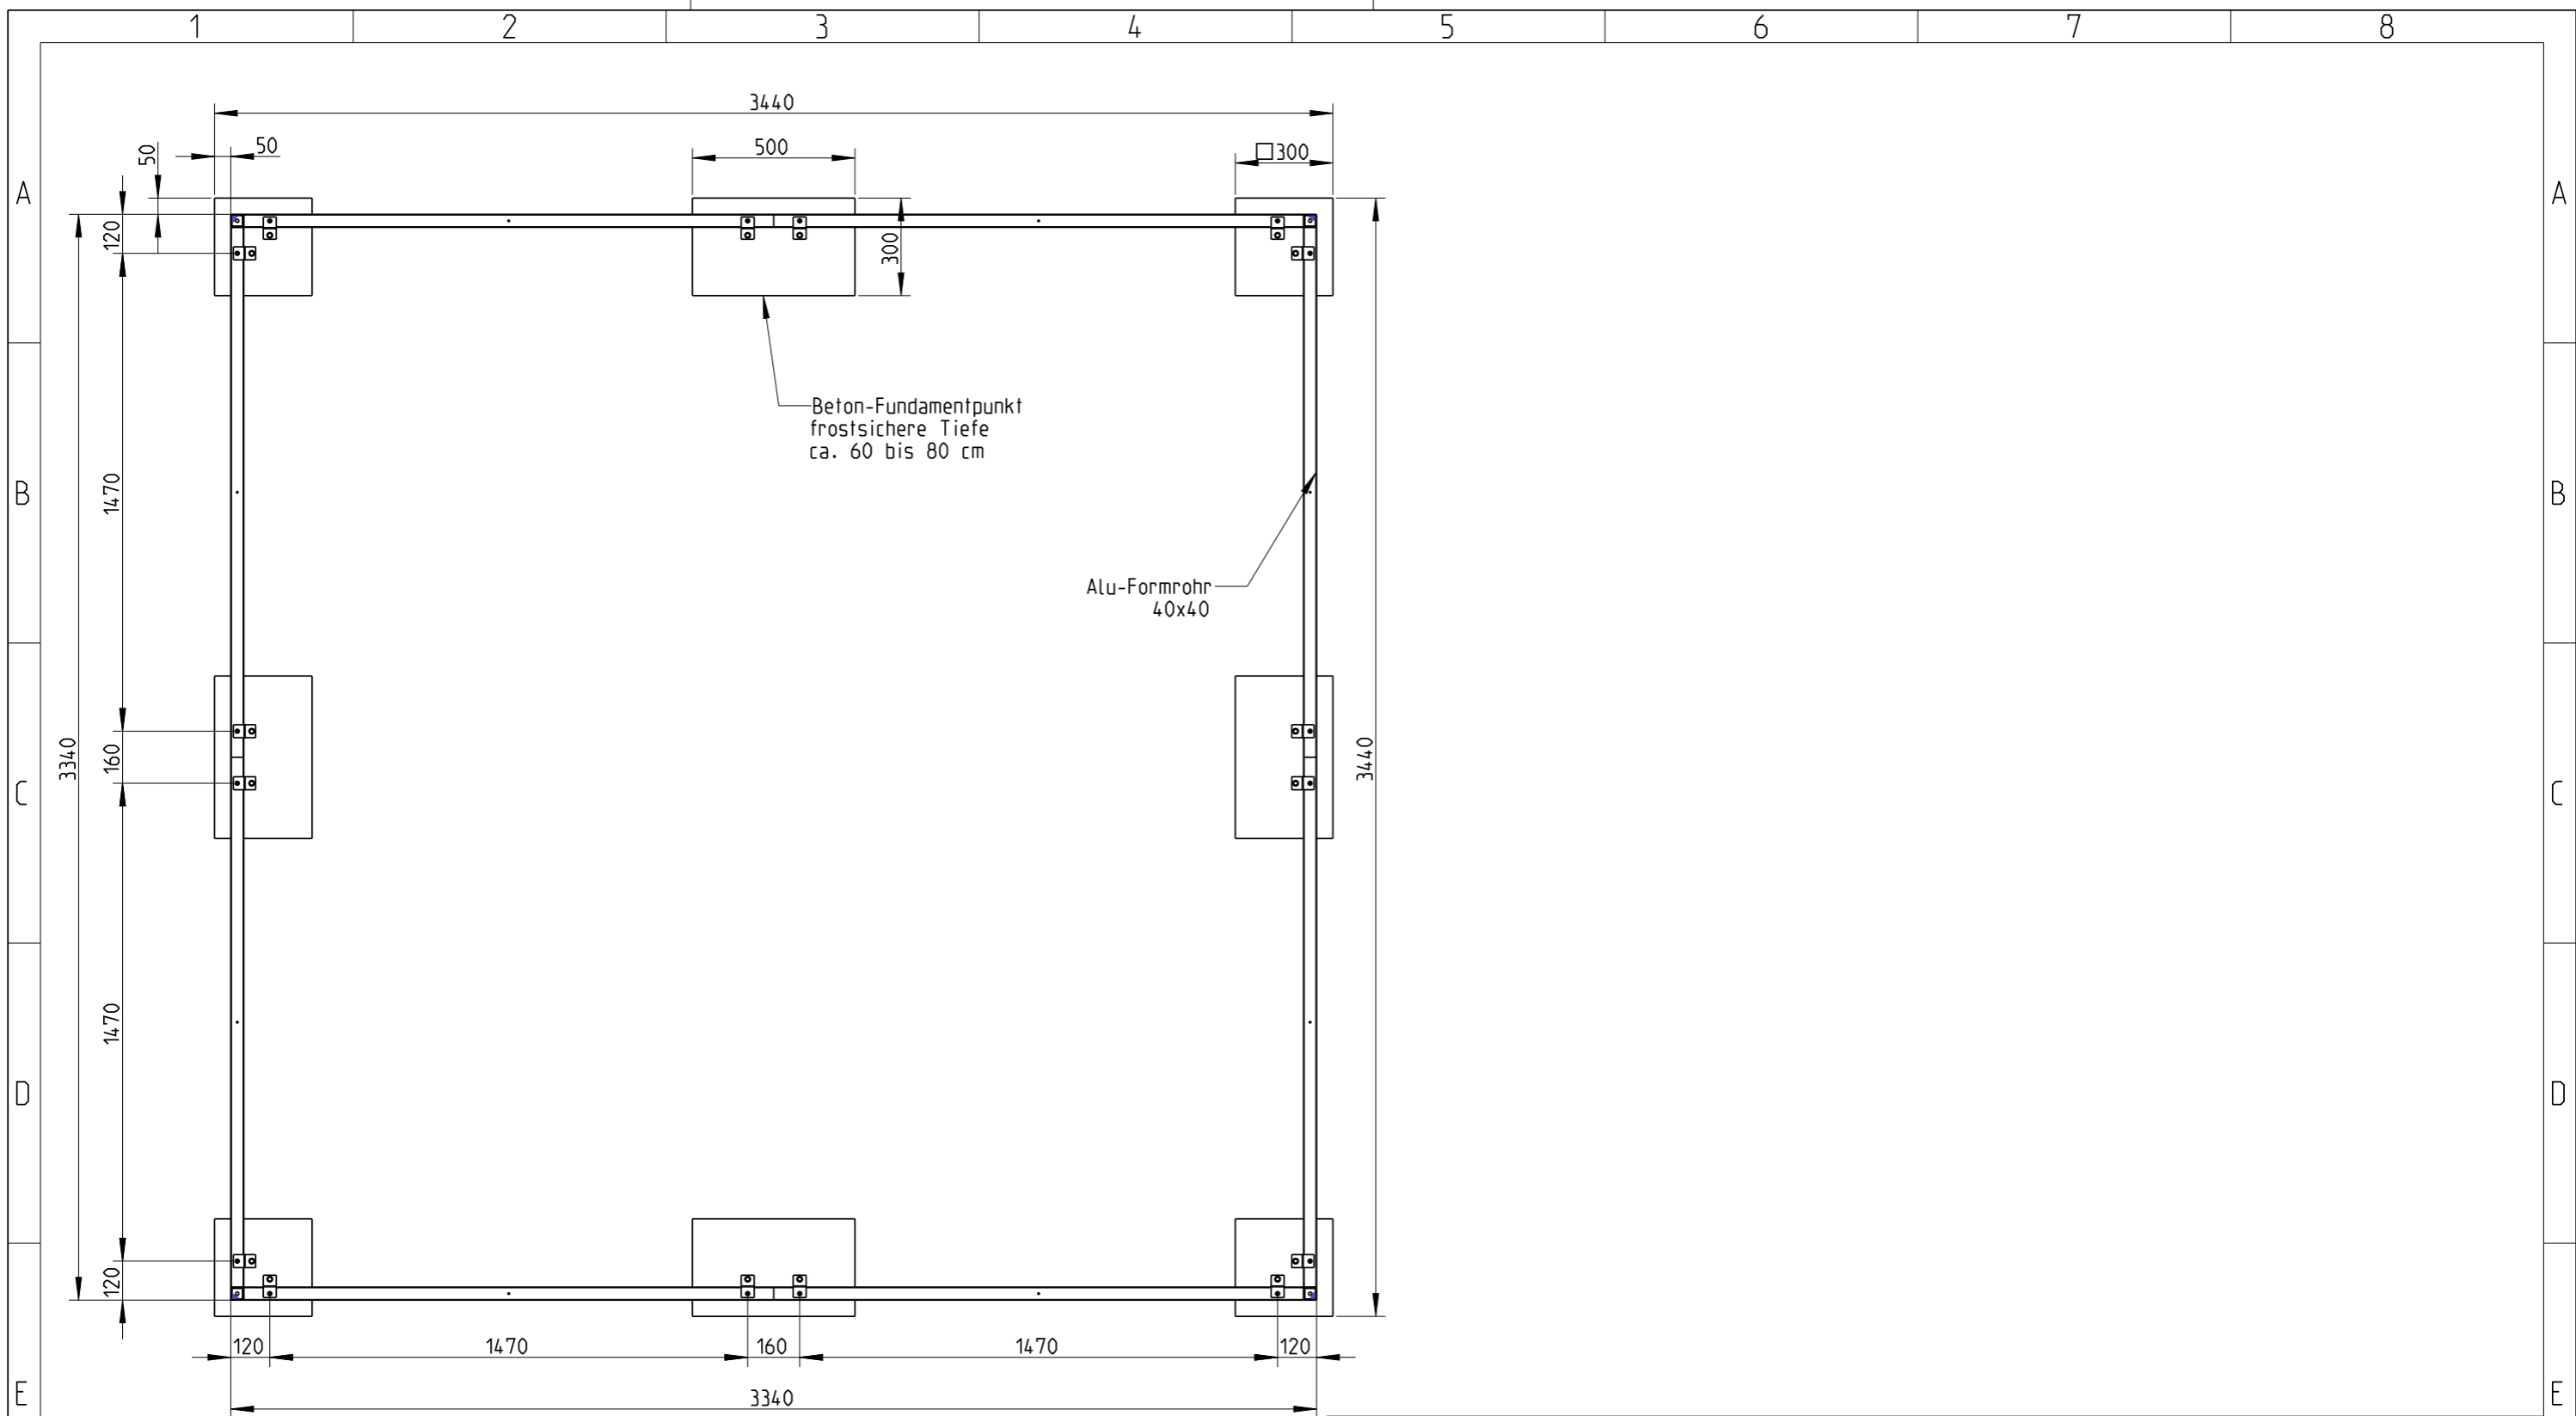 1 2 3 4 5 6 7 8
3440
50 50 500 □300
A A
120 300
Beton-Fundamentpunkt
frostsichere Tiefe
ca. 60 bis 80 cm
B 1470 B
Alu-Formrohr
40x40
3340 160 3440
C C
1470
D D
120
120 1470 160 1470 120
E 3340 E